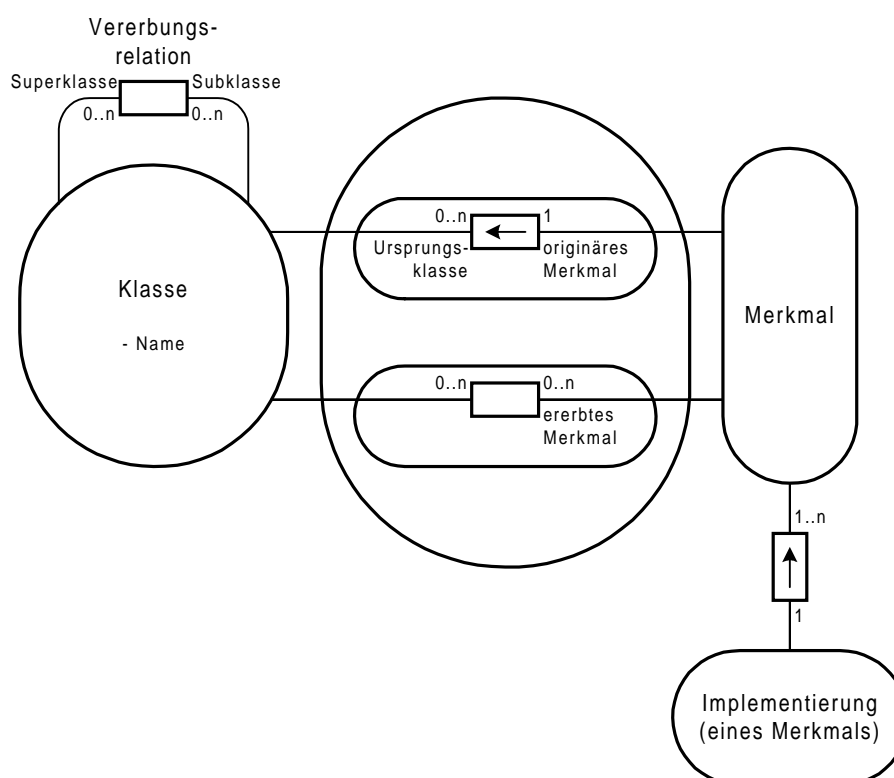 Vererbungs-
relation
Superklasse
Subklasse
0..n
0..n
Klasse
- Name
0..n
1
Ursprungs-
klasse
originäres
Merkmal
0..n
0..n
ererbtes
Merkmal
Merkmal
1..n
1
Implementierung
(eines Merkmals)